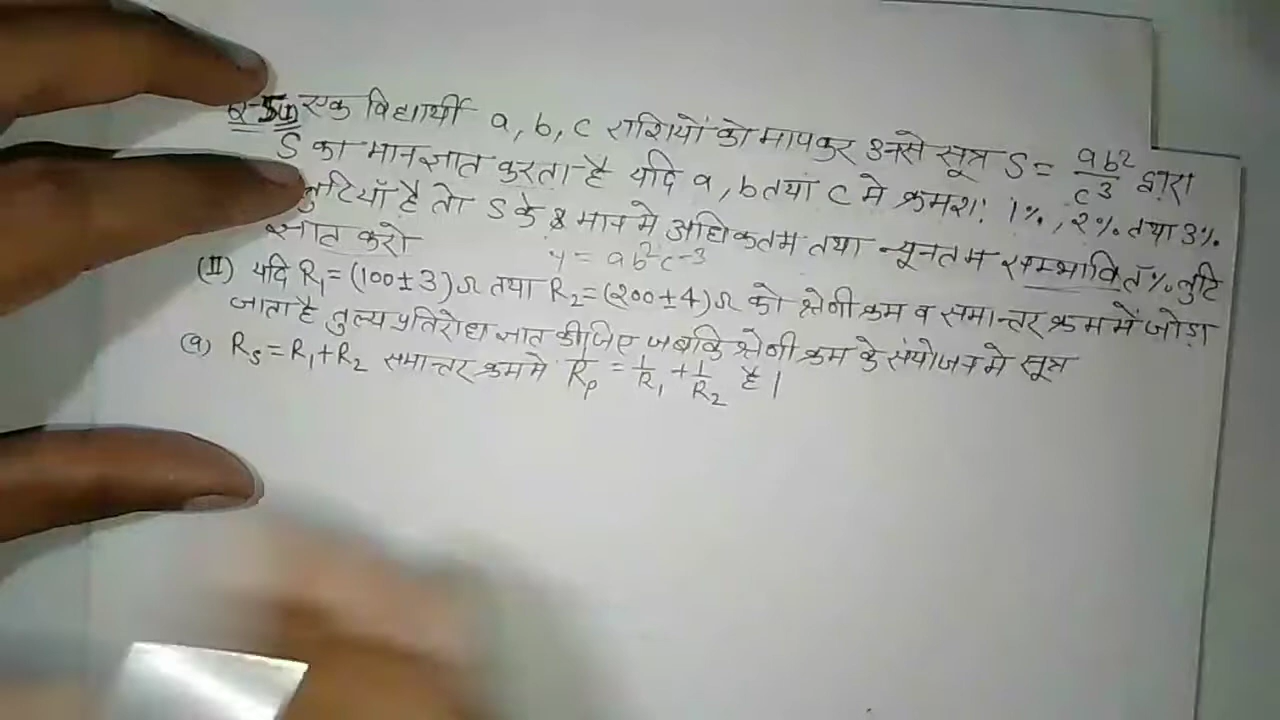 Q-5(I) एक विद्यार्थी a, b, c राशियों को मापकर उनसे सूत्र S = ab²/c³ द्वारा
S का मान ज्ञात करता है यदि a, b तथा c मे क्रमश: 1%, 2% तथा 3%
त्रुटियाँ है तो S के मान मे अधिकतम तथा न्यूनतम सम्भावित % त्रुटि
ज्ञात करो
y = ab²c⁻³
(II) यदि R₁=(100±3)Ω तथा R₂=(200±4)Ω को श्रेणी क्रम व समान्तर क्रम में जोड़ा
जाता है तुल्य प्रतिरोध ज्ञात कीजिए जबकि श्रेणी क्रम के संयोजन मे सूत्र
(a) Rs=R₁+R₂ समान्तर क्रम मे 1/Rp = 1/R₁ + 1/R₂ है।